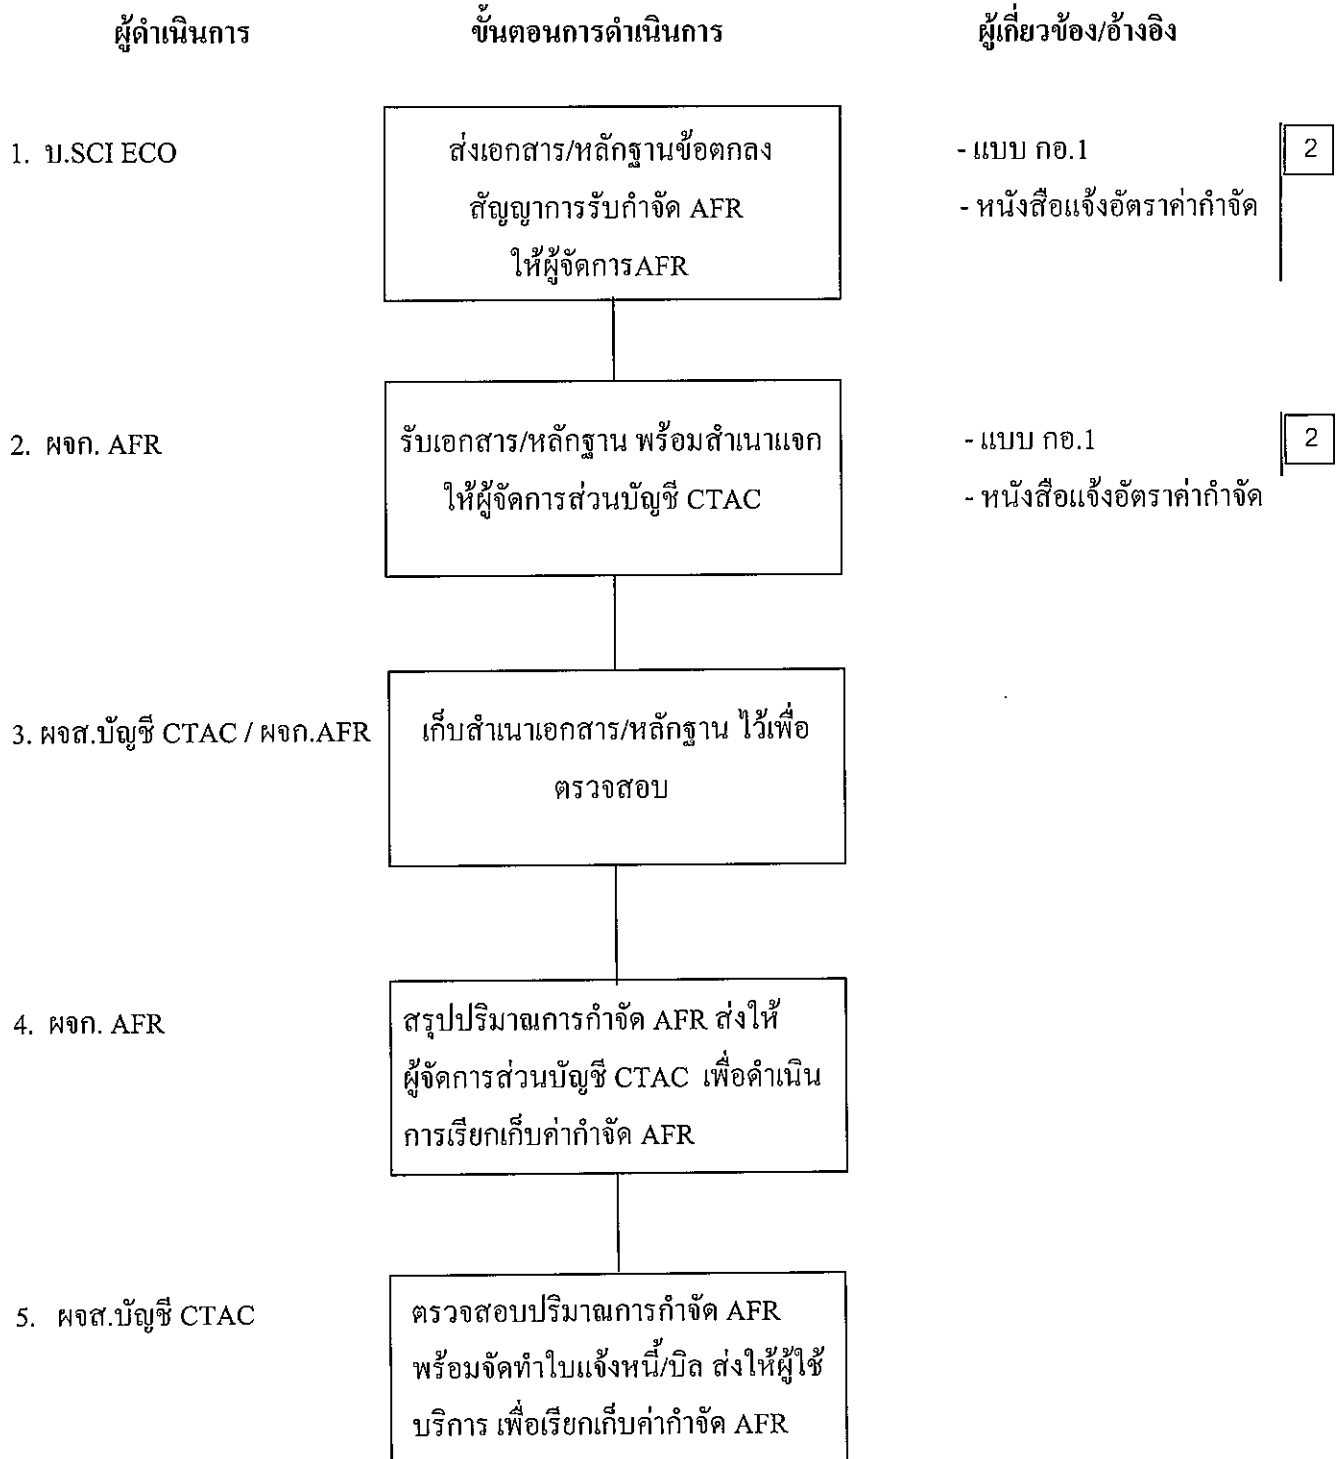 ผู้ดำเนินการ ขั้นตอนการดำเนินการ ผู้เกี่ยวข้อง/อ้างอิง
1. บ.SCI ECO ส่งเอกสาร/หลักฐานข้อตกลง - แบบ กอ.1 2
สัญญาการรับกำจัด AFR - หนังสือแจ้งอัตราค่ากำจัด
ให้ผู้จัดการAFR
2. ผจก. AFR รับเอกสาร/หลักฐาน พร้อมสำเนาแจก - แบบ กอ.1 2
ให้ผู้จัดการส่วนบัญชี CTAC - หนังสือแจ้งอัตราค่ากำจัด
3. ผจส.บัญชี CTAC / ผจก.AFR เก็บสำเนาเอกสาร/หลักฐาน ไว้เพื่อ
ตรวจสอบ
4. ผจก. AFR สรุปปริมาณการกำจัด AFR ส่งให้
ผู้จัดการส่วนบัญชี CTAC เพื่อดำเนิน
การเรียกเก็บค่ากำจัด AFR
5. ผจส.บัญชี CTAC ตรวจสอบปริมาณการกำจัด AFR
พร้อมจัดทำใบแจ้งหนี้/บิล ส่งให้ผู้ใช้
บริการ เพื่อเรียกเก็บค่ากำจัด AFR